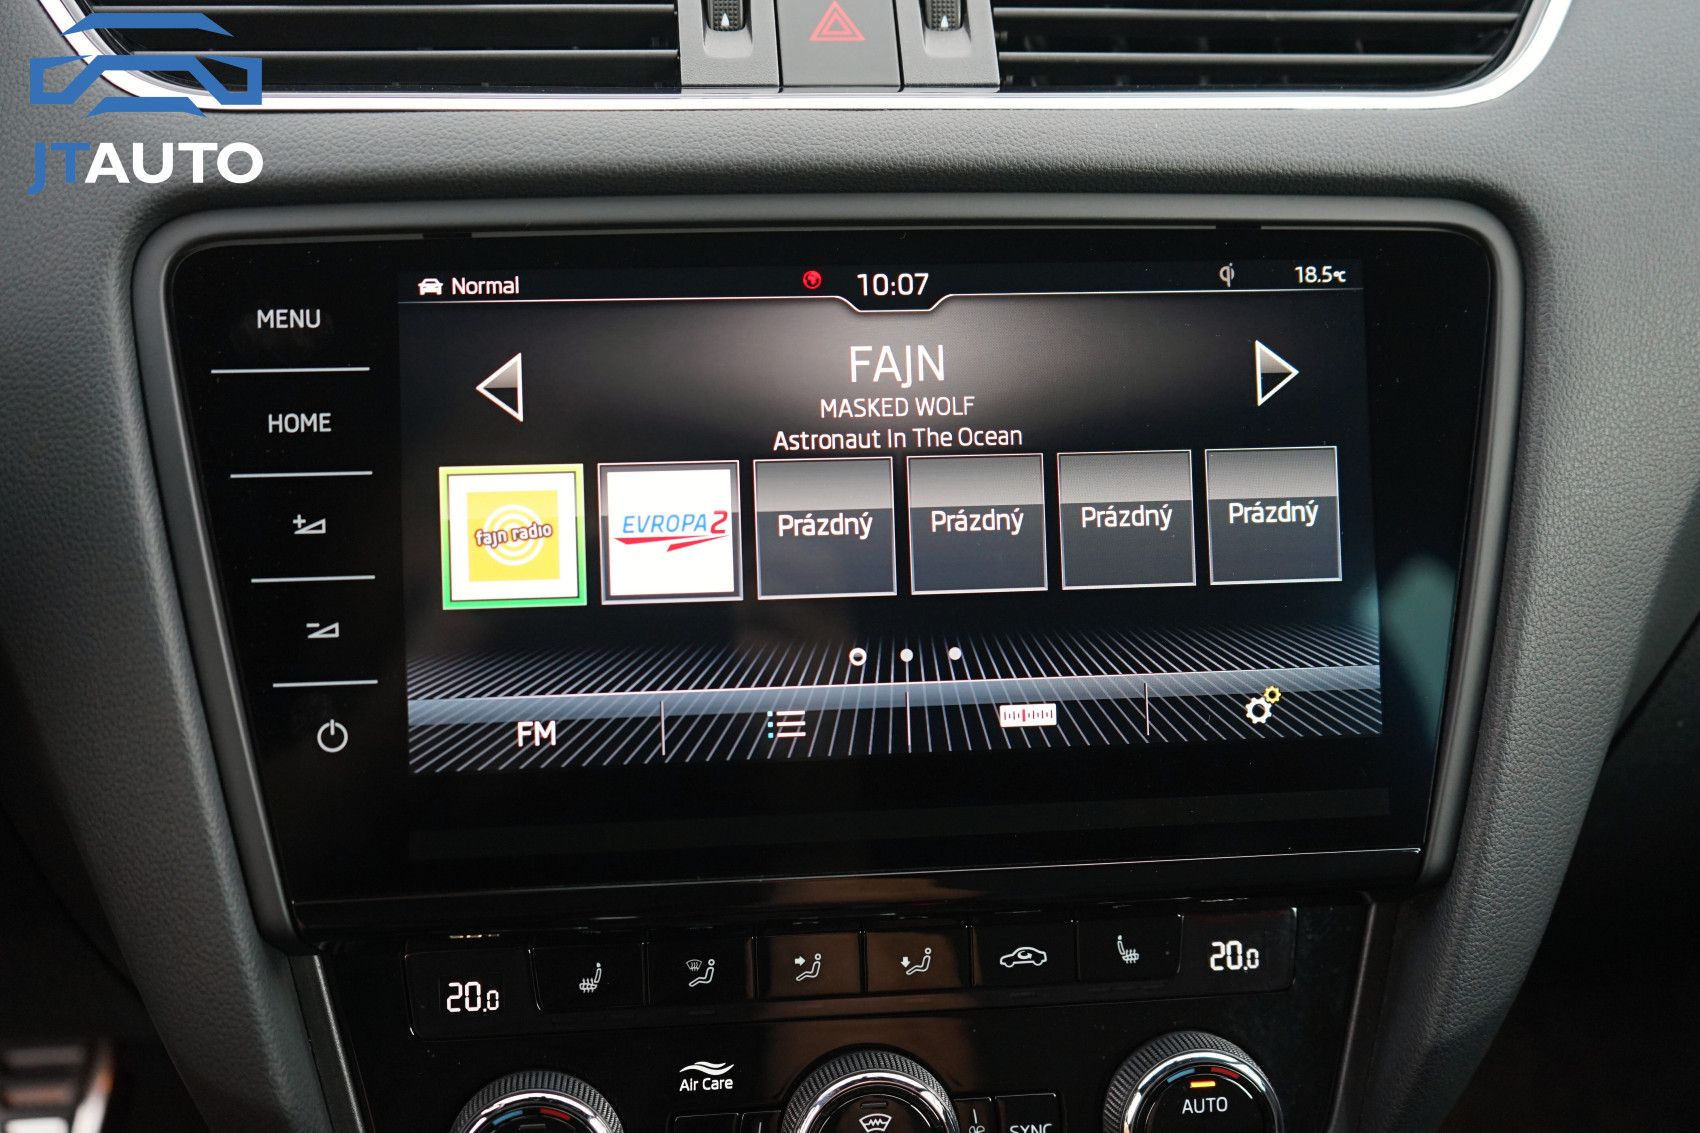 JTAUTO
Normal
10:07
18.5°C
MENU
HOME
FAJN
MASKED WOLF
Astronaut In The Ocean
fajn radio
EVROPA 2
Prázdný
Prázdný
Prázdný
Prázdný
FM
20.0
20.0
Air Care
AUTO
SYNC